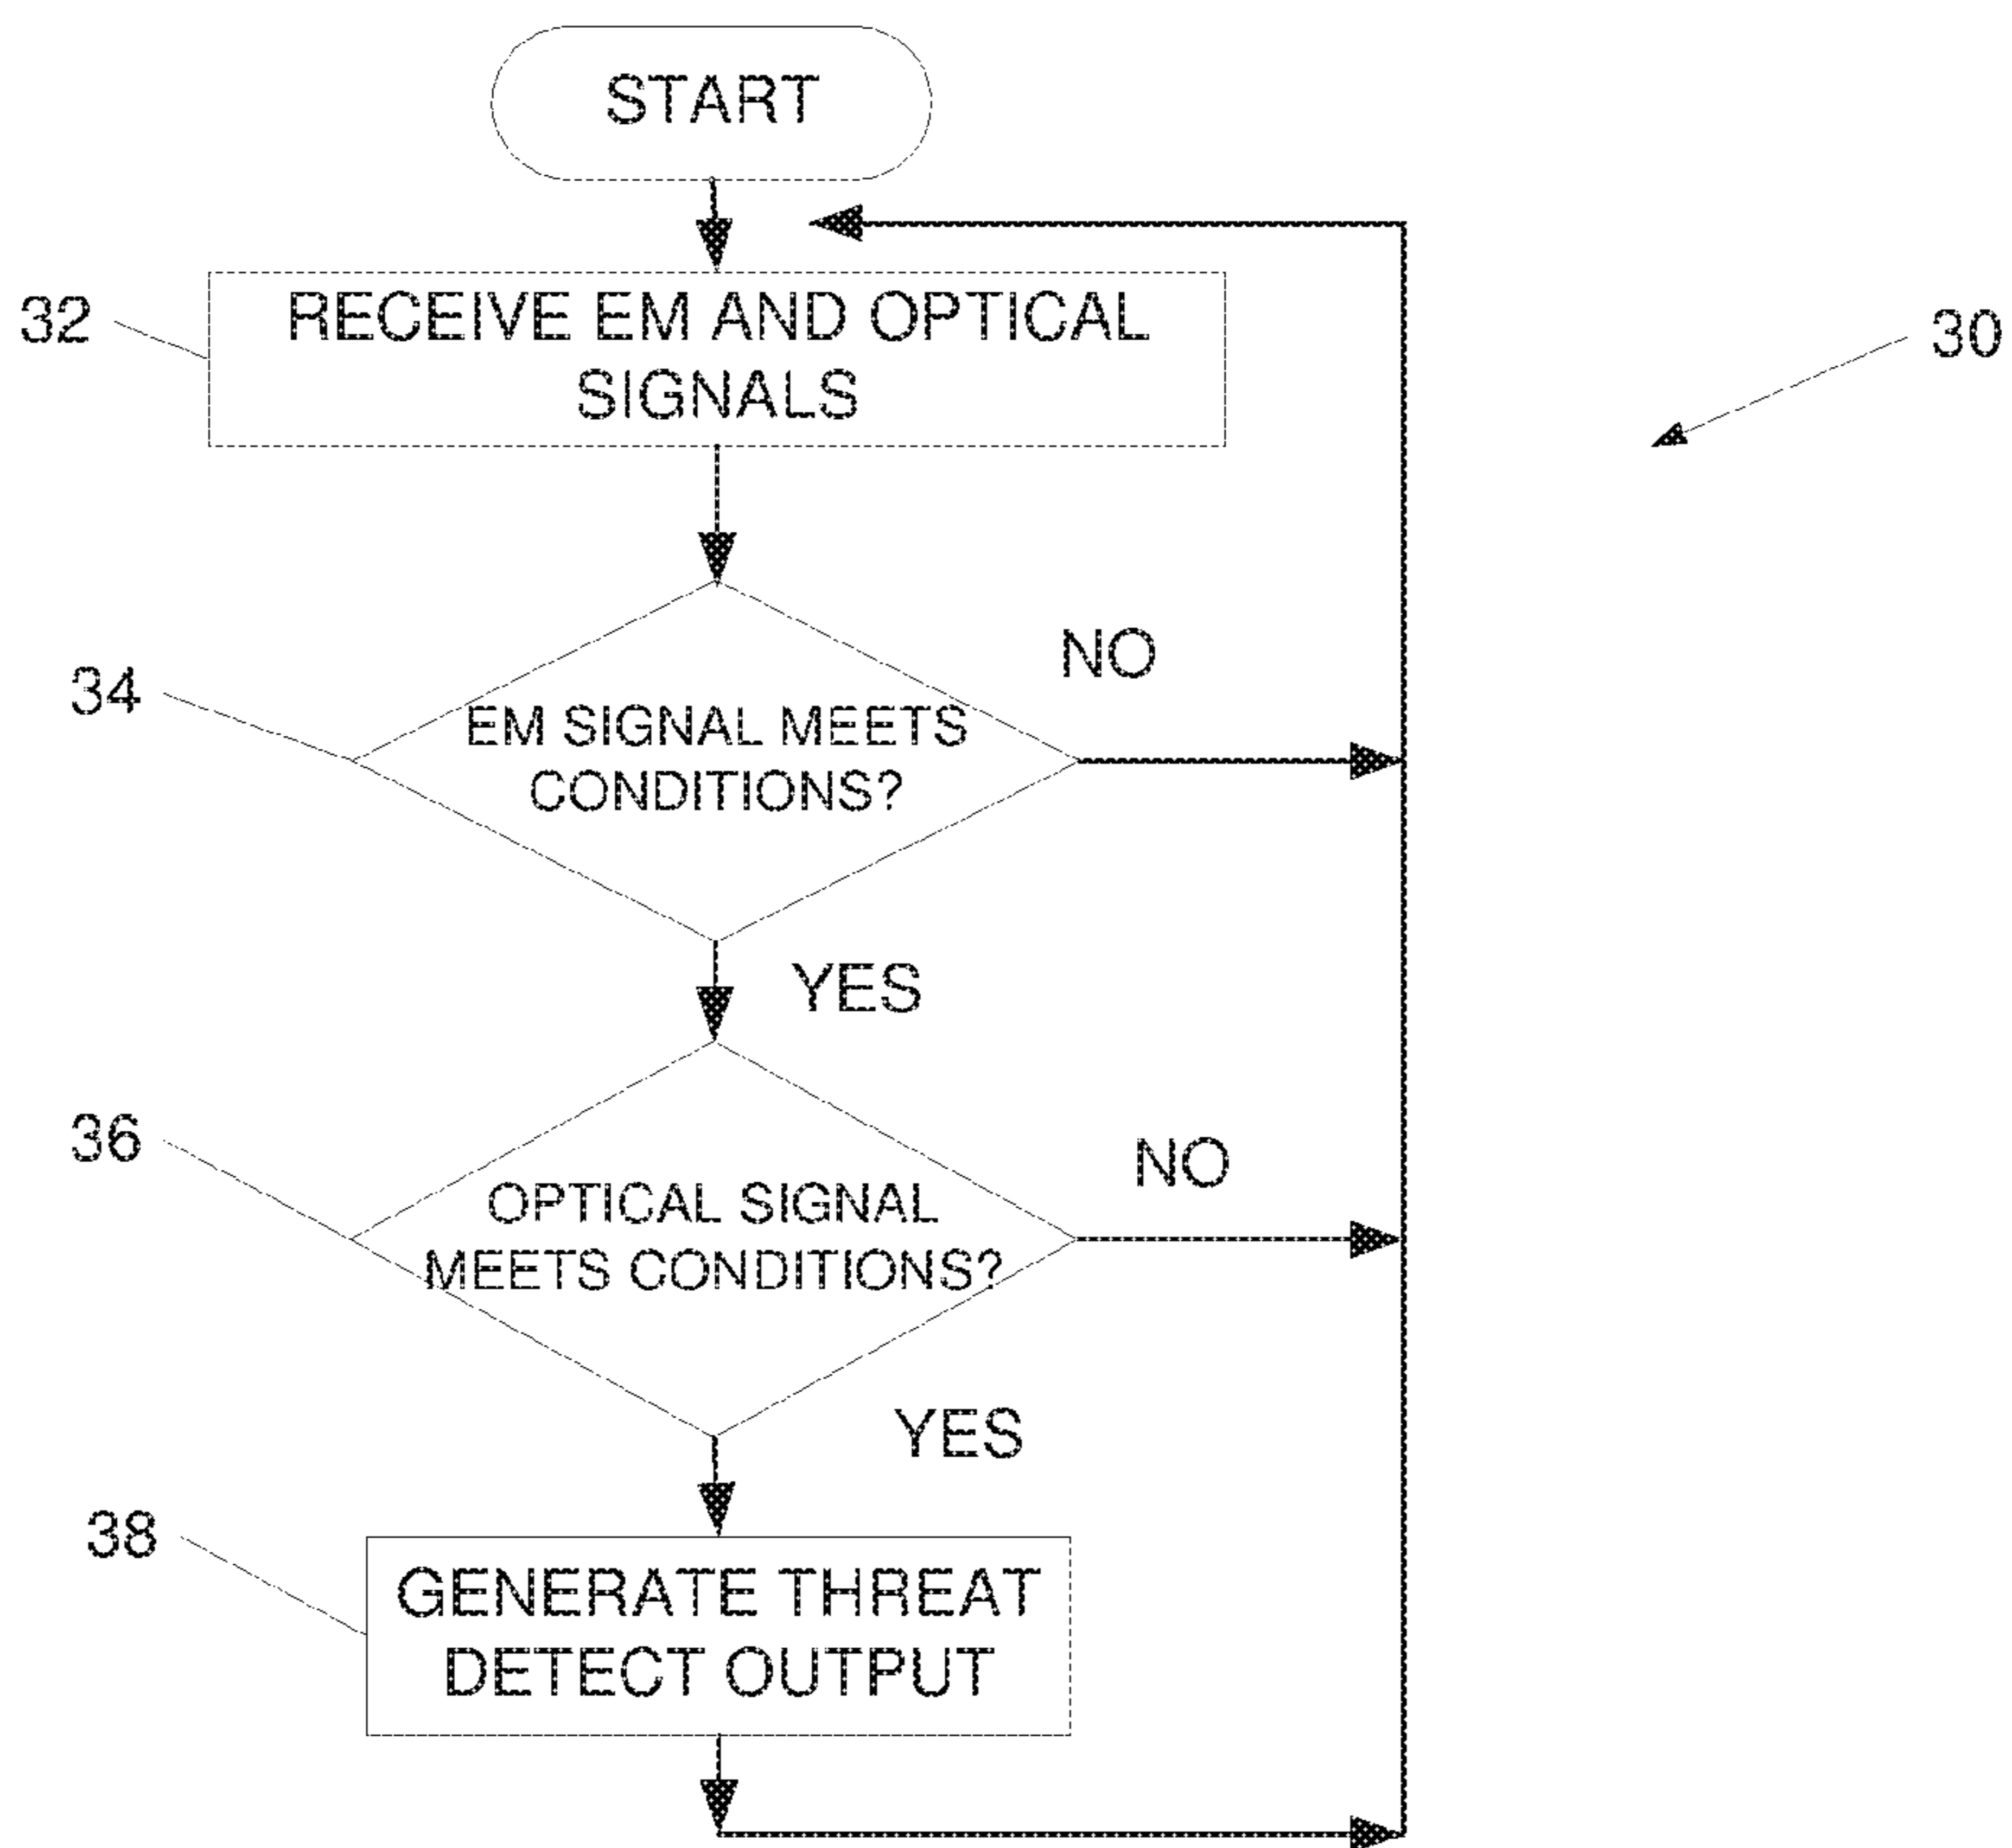 START
32
RECEIVE EM AND OPTICAL
SIGNALS
30
NO
34
EM SIGNAL MEETS
CONDITIONS?
YES
36
NO
OPTICAL SIGNAL
MEETS CONDITIONS?
YES
38
GENERATE THREAT
DETECT OUTPUT